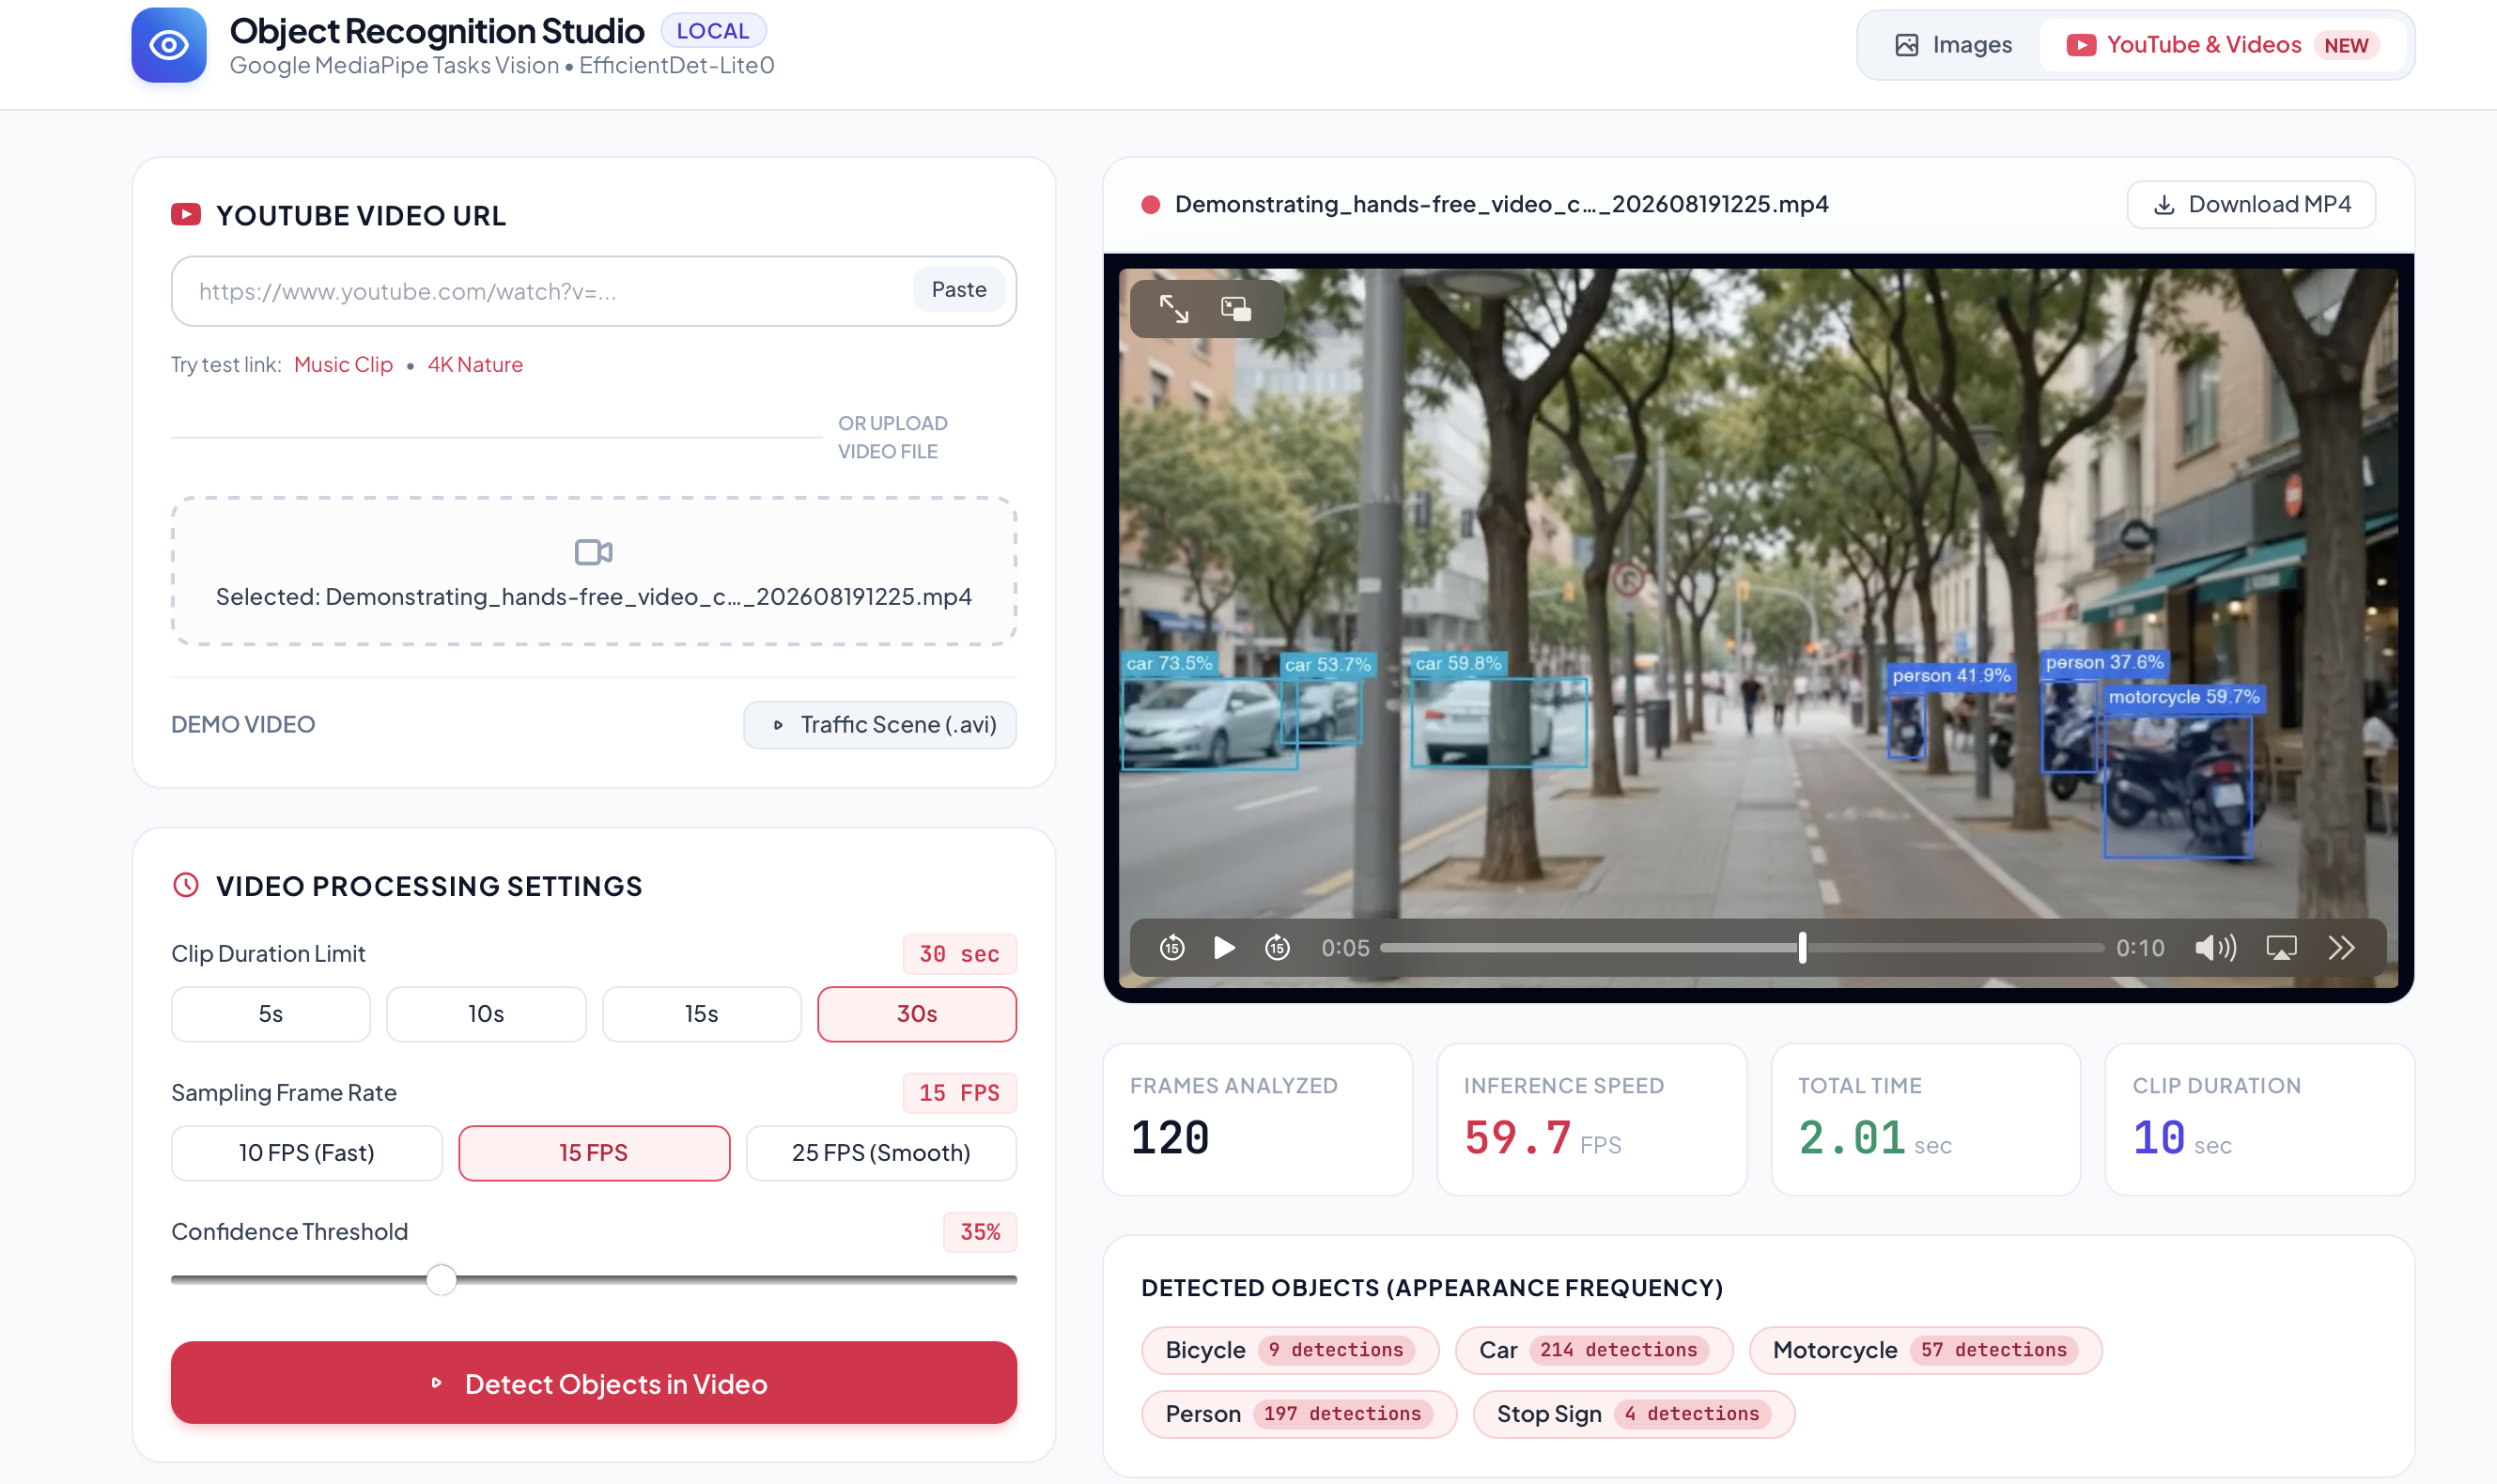 Object Recognition Studio LOCAL
Google MediaPipe Tasks Vision • EfficientDet-Lite0
Images
YouTube & Videos NEW
YOUTUBE VIDEO URL
https://www.youtube.com/watch?v=...
Paste
Try test link: Music Clip • 4K Nature
OR UPLOAD
VIDEO FILE
Selected: Demonstrating_hands-free_video_c..._202608191225.mp4
DEMO VIDEO
Traffic Scene (.avi)
VIDEO PROCESSING SETTINGS
Clip Duration Limit
30 sec
5s
10s
15s
30s
Sampling Frame Rate
15 FPS
10 FPS (Fast)
15 FPS
25 FPS (Smooth)
Confidence Threshold
35%
Detect Objects in Video
Demonstrating_hands-free_video_c..._202608191225.mp4
Download MP4
car 73.5%
car 53.7%
car 59.8%
person 41.9%
person 37.6%
motorcycle 59.7%
15
15
0:05
0:10
FRAMES ANALYZED
120
INFERENCE SPEED
59.7 FPS
TOTAL TIME
2.01 sec
CLIP DURATION
10 sec
DETECTED OBJECTS (APPEARANCE FREQUENCY)
Bicycle 9 detections
Car 214 detections
Motorcycle 57 detections
Person 197 detections
Stop Sign 4 detections